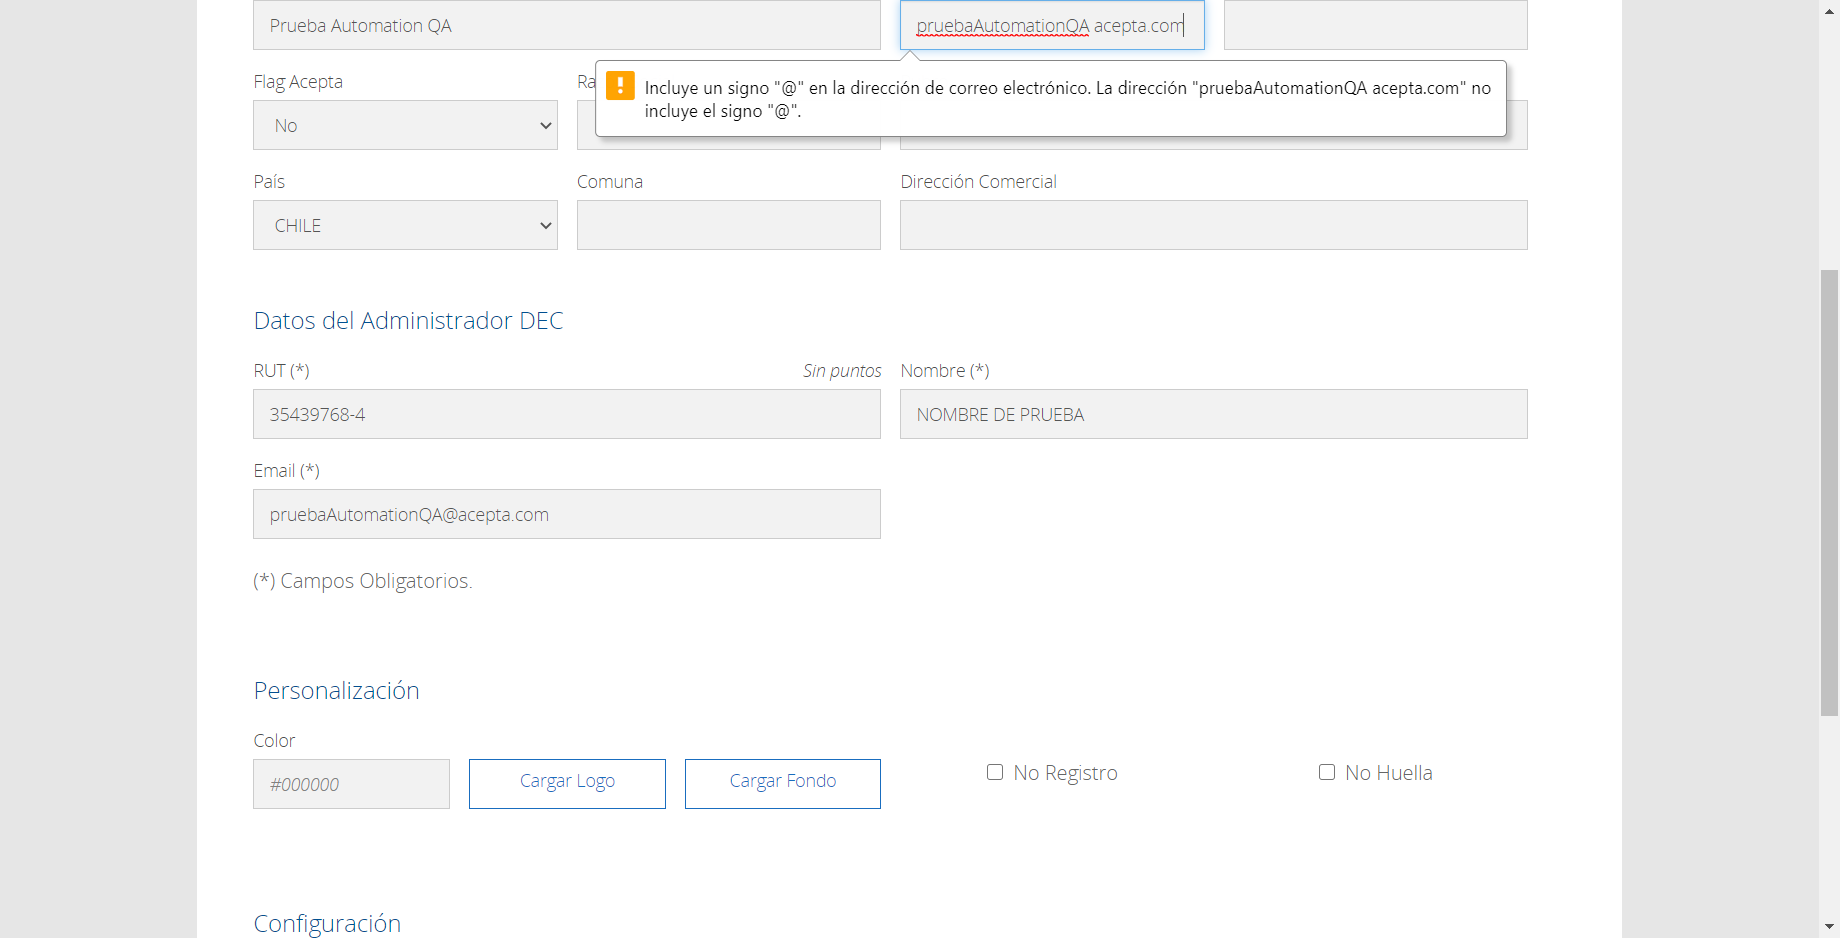 Prueba Automation QA
pruebaAutomationQA acepta.com
Flag Acepta
Ra
Incluye un signo "@" en la dirección de correo electrónico. La dirección "pruebaAutomationQA acepta.com" no
incluye el signo "@".
No
País
Comuna
Dirección Comercial
CHILE
Datos del Administrador DEC
RUT (*)
Sin puntos
Nombre (*)
35439768-4
NOMBRE DE PRUEBA
Email (*)
pruebaAutomationQA@acepta.com
(*) Campos Obligatorios.
Personalización
Color
#000000
Cargar Logo
Cargar Fondo
No Registro
No Huella
Configuración